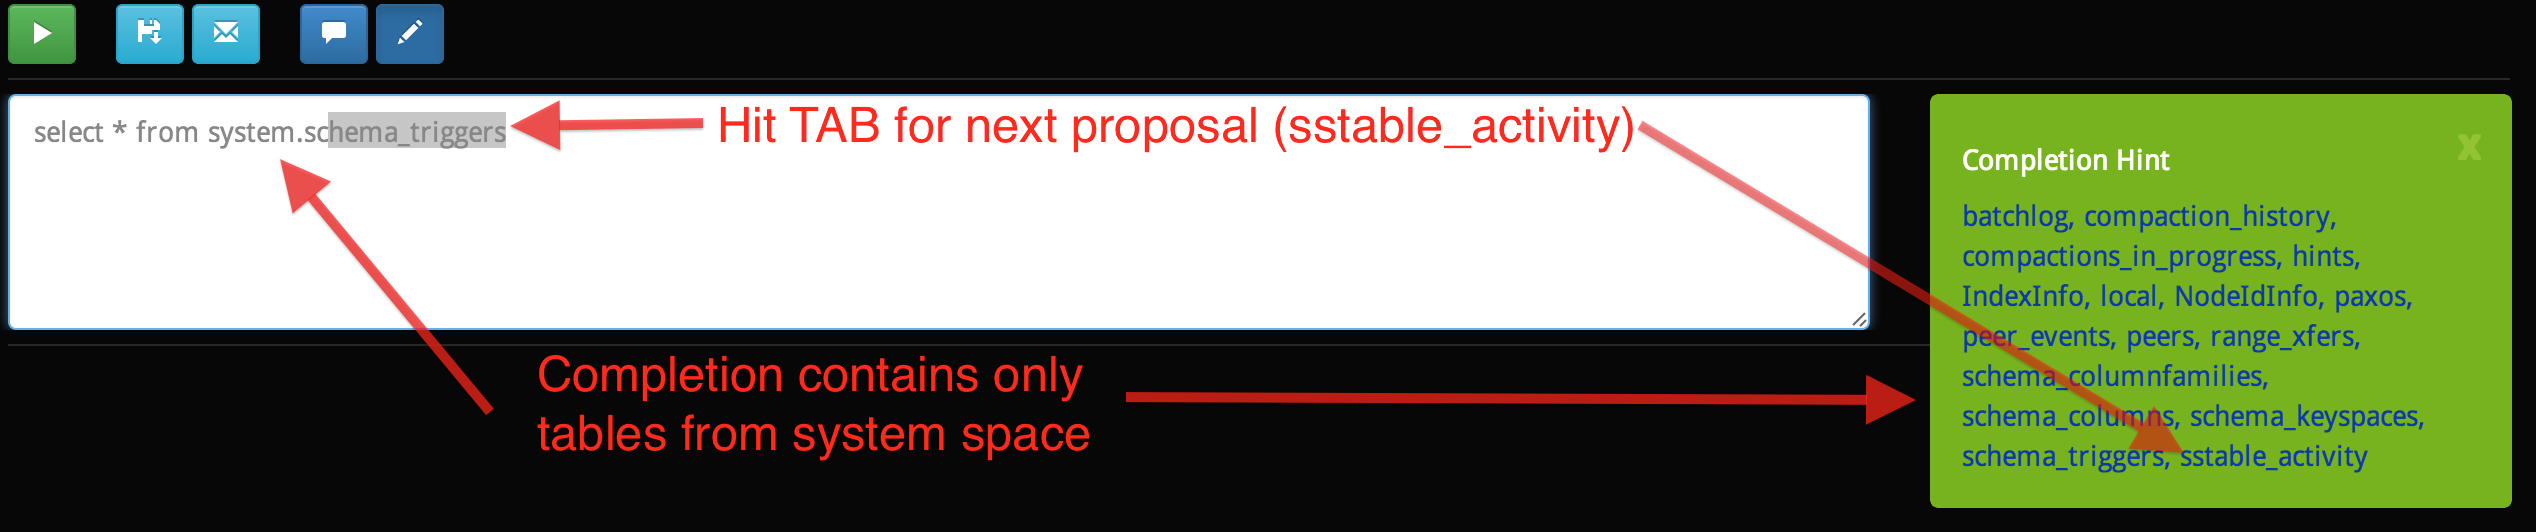 select * from system.schema_triggers
Hit TAB for next proposal (sstable_activity)
Completion contains only
tables from system space
Completion Hint
x
batchlog, compaction_history,
compactions_in_progress, hints,
IndexInfo, local, NodeIdInfo, paxos,
peer_events, peers, range_xfers,
schema_columnfamilies,
schema_columns, schema_keyspaces,
schema_triggers, sstable_activity